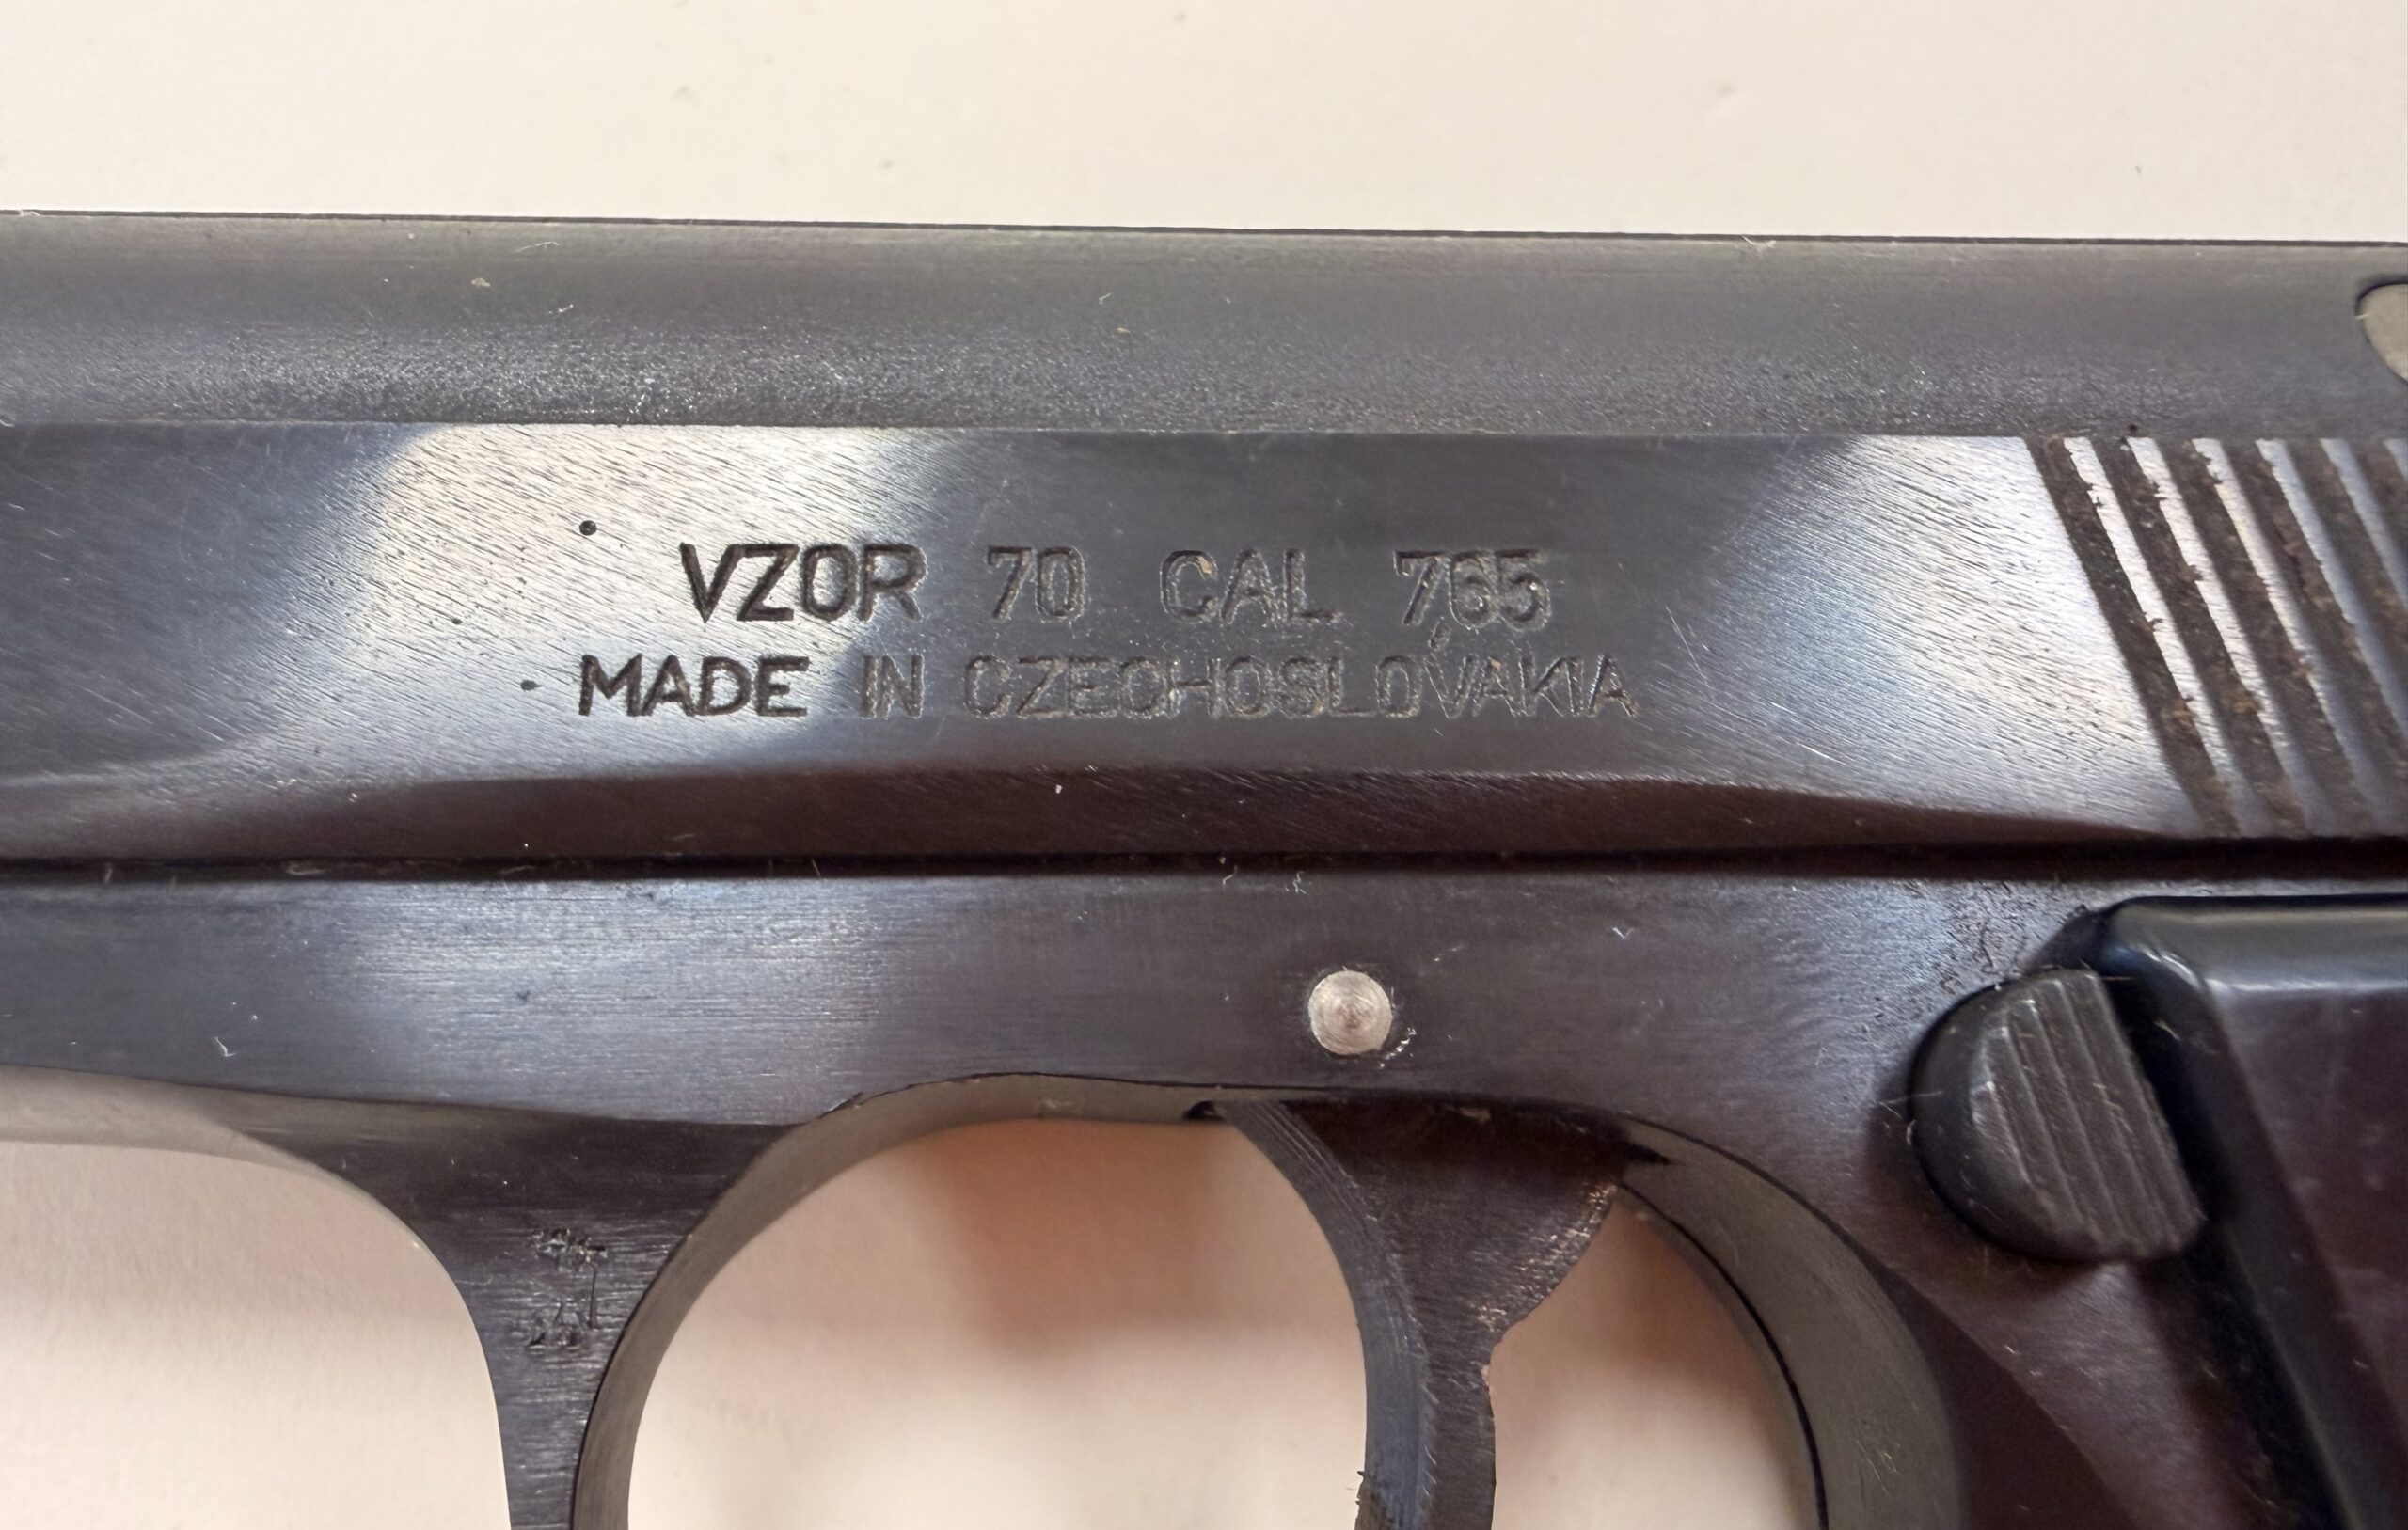 VZOR 70 CAL 7,65
MADE IN CZECHOSLOVAKIA